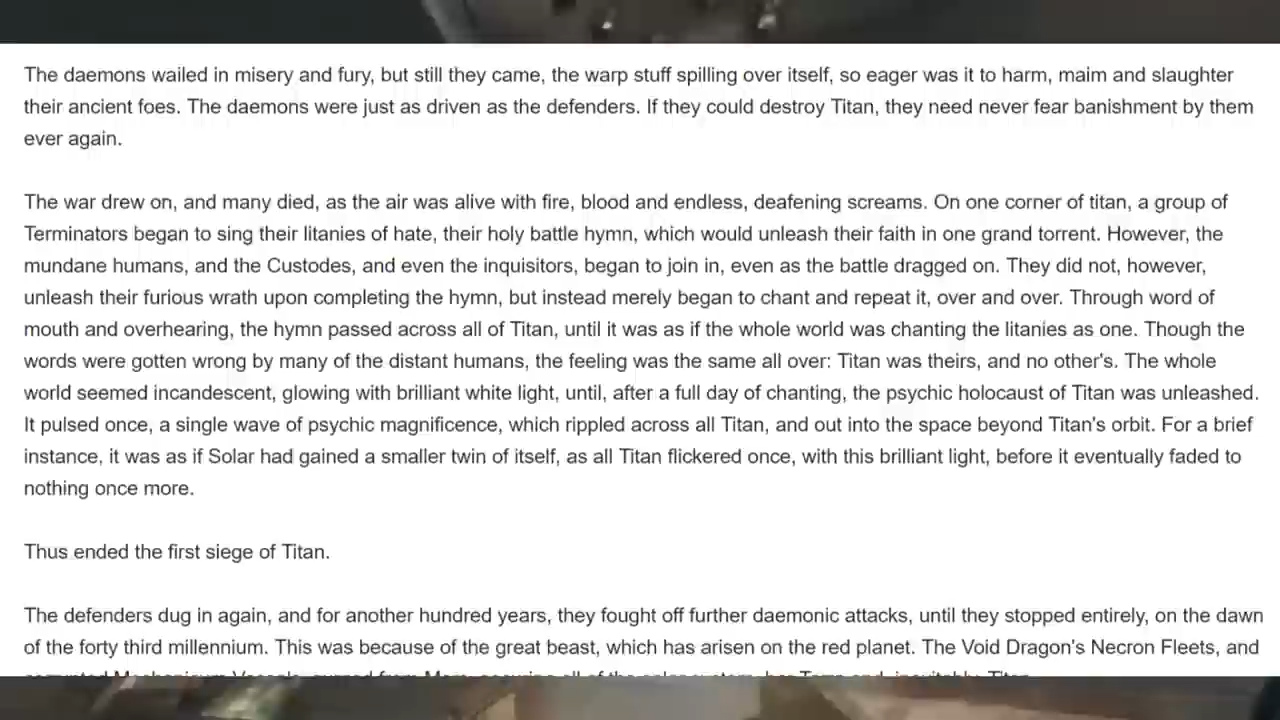 The daemons wailed in misery and fury, but still they came, the warp stuff spilling over itself, so eager was it to harm, maim and slaughter
their ancient foes. The daemons were just as driven as the defenders. If they could destroy Titan, they need never fear banishment by them
ever again.
The war drew on, and many died, as the air was alive with fire, blood and endless, deafening screams. On one corner of titan, a group of
Terminators began to sing their litanies of hate, their holy battle hymn, which would unleash their faith in one grand torrent. However, the
mundane humans, and the Custodes, and even the inquisitors, began to join in, even as the battle dragged on. They did not, however,
unleash their furious wrath upon completing the hymn, but instead merely began to chant and repeat it, over and over. Through word of
mouth and overhearing, the hymn passed across all of Titan, until it was as if the whole world was chanting the litanies as one. Though the
words were gotten wrong by many of the distant humans, the feeling was the same all over: Titan was theirs, and no other's. The whole
world seemed incandescent, glowing with brilliant white light, until, after a full day of chanting, the psychic holocaust of Titan was unleashed.
It pulsed once, a single wave of psychic magnificence, which rippled across all Titan, and out into the space beyond Titan's orbit. For a brief
instance, it was as if Solar had gained a smaller twin of itself, as all Titan flickered once, with this brilliant light, before it eventually faded to
nothing once more.
Thus ended the first siege of Titan.
The defenders dug in again, and for another hundred years, they fought off further daemonic attacks, until they stopped entirely, on the dawn
of the forty third millennium. This was because of the great beast, which has arisen on the red planet. The Void Dragon's Necron Fleets, and